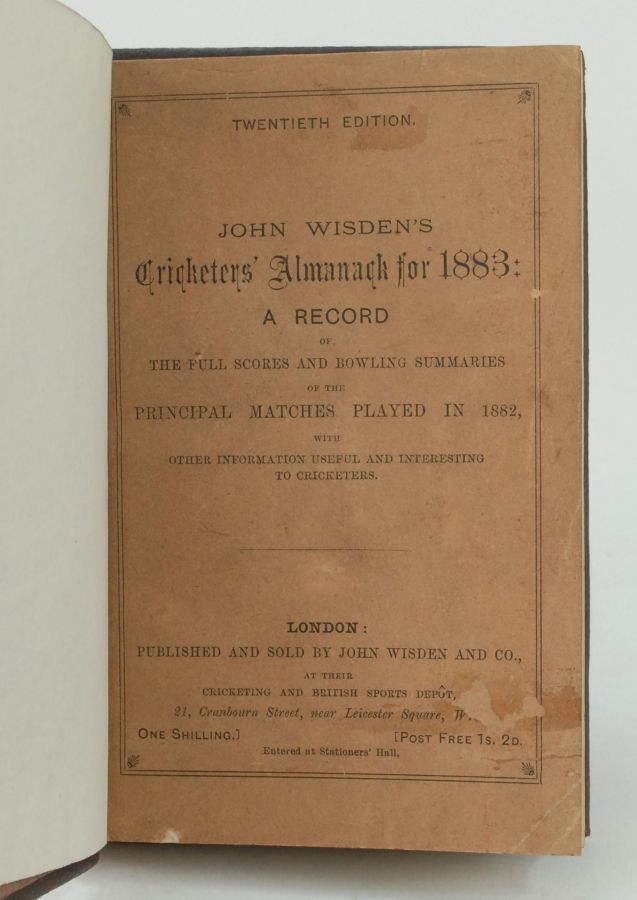 TWENTIETH EDITION.
JOHN WISDEN'S
Cricketers' Almanack for 1883:
A RECORD
OF
THE FULL SCORES AND BOWLING SUMMARIES
OF THE
PRINCIPAL MATCHES PLAYED IN 1882,
WITH
OTHER INFORMATION USEFUL AND INTERESTING
TO CRICKETERS.
LONDON:
PUBLISHED AND SOLD BY JOHN WISDEN AND CO.,
AT THEIR
CRICKETING AND BRITISH SPORTS DEPÔT,
21, Cranbourn Street, near Leicester Square, W.
ONE SHILLING.] [POST FREE 1S. 2D.
Entered at Stationers' Hall.